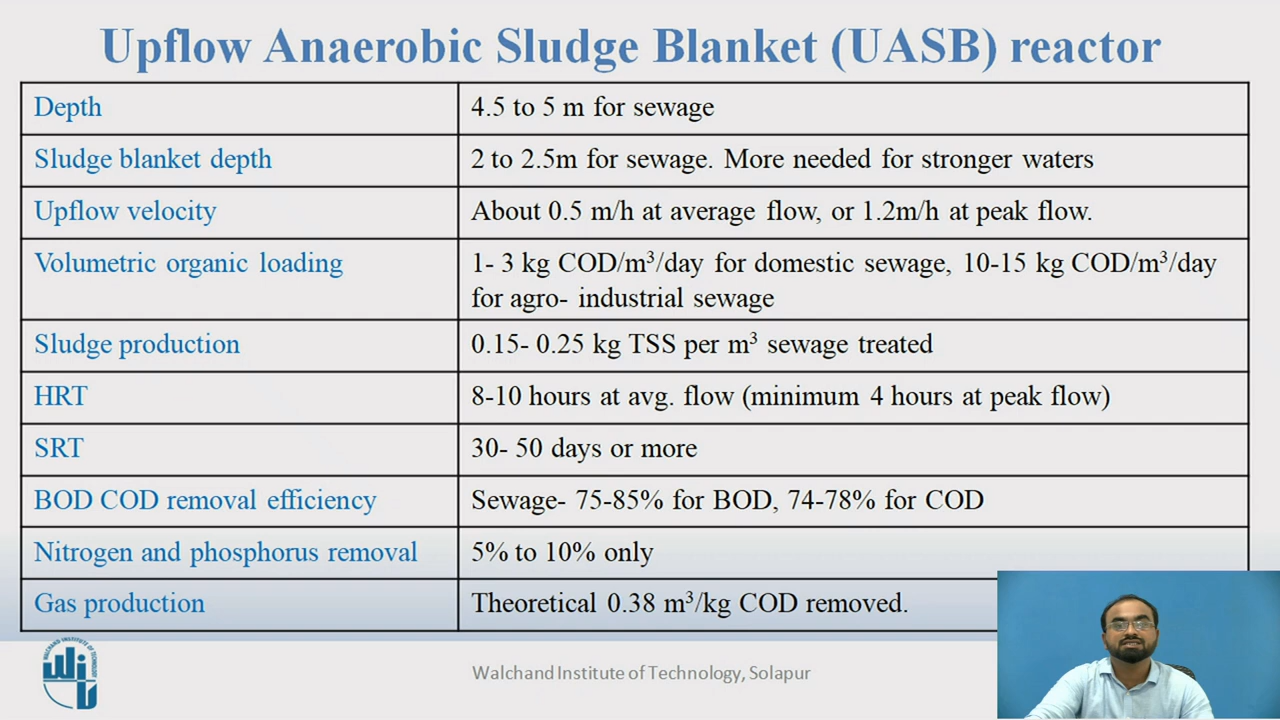 Upflow Anaerobic Sludge Blanket (UASB) reactor
Depth
4.5 to 5 m for sewage
Sludge blanket depth
2 to 2.5m for sewage. More needed for stronger waters
Upflow velocity
About 0.5 m/h at average flow, or 1.2m/h at peak flow.
Volumetric organic loading
1- 3 kg COD/m³/day for domestic sewage, 10-15 kg COD/m³/day
for agro- industrial sewage
Sludge production
0.15- 0.25 kg TSS per m³ sewage treated
HRT
8-10 hours at avg. flow (minimum 4 hours at peak flow)
SRT
30- 50 days or more
BOD COD removal efficiency
Sewage- 75-85% for BOD, 74-78% for COD
Nitrogen and phosphorus removal
5% to 10% only
Gas production
Theoretical 0.38 m³/kg COD removed.
WALCHAND INSTITUTE OF TECHNOLOGY
Walchand Institute of Technology, Solapur